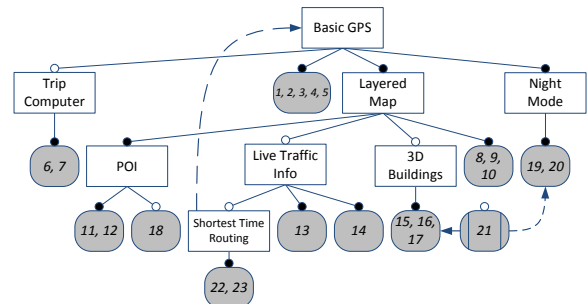 Basic GPS
Trip
Computer
1, 2, 3, 4, 5
Layered
Map
Night
Mode
6, 7
POI
Live Traffic
Info
3D
Buildings
8, 9,
10
19, 20
11, 12
18
Shortest Time
Routing
13
14
15, 16,
17
21
22, 23